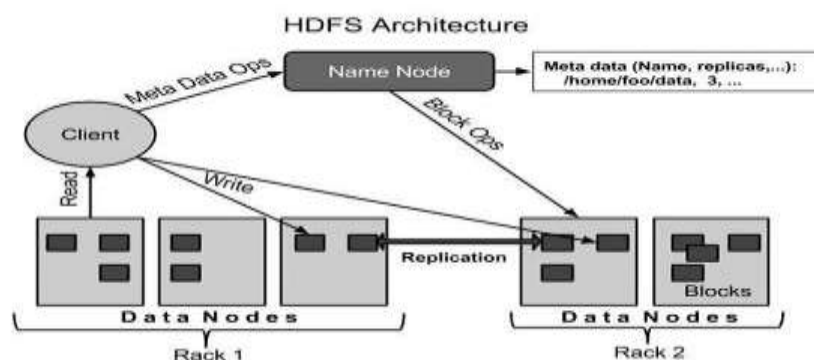 HDFS Architecture
Meta Data Ops
Name Node
Meta data (Name, replicas,...):
/home/foo/data, 3, ...
Client
Block Ops
Read
Write
Replication
Blocks
Data Nodes
Data Nodes
Rack 1
Rack 2